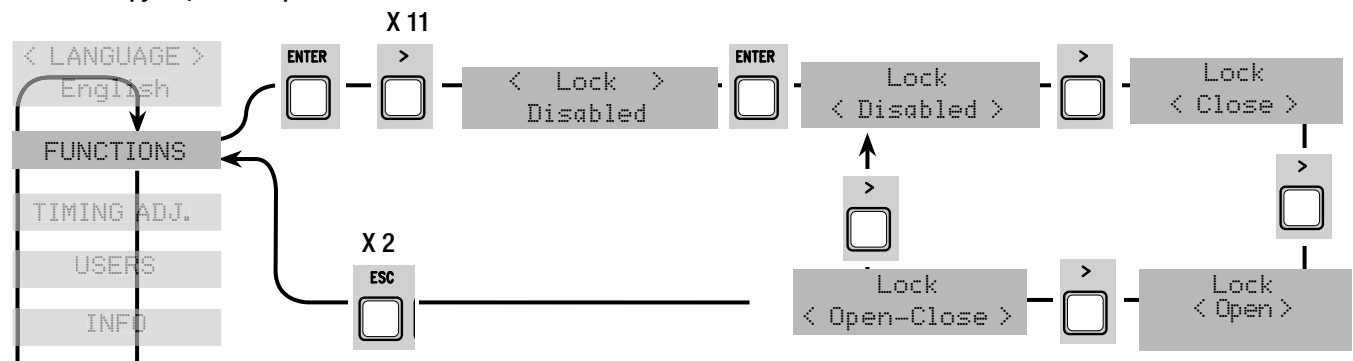 X 11
< LANGUAGE >
English
ENTER
>
< Lock >
Disabled
ENTER
Lock
< Disabled >
>
Lock
< Close >
FUNCTIONS
>
>
TIMING ADJ.
USERS
INFO
X 2
ESC
Lock
< Open-Close >
>
Lock
< Open >